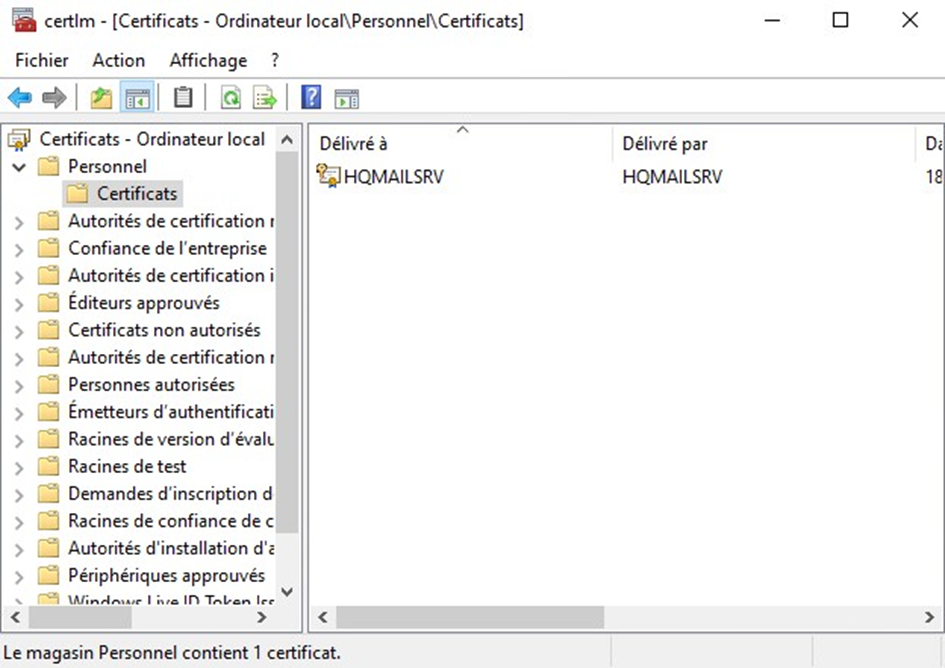 certlm - [Certificats - Ordinateur local\Personnel\Certificats]
Fichier Action Affichage ?
Certificats - Ordinateur local
Personnel
Certificats
Autorités de certification r
Confiance de l'entreprise
Autorités de certification i
Éditeurs approuvés
Certificats non autorisés
Autorités de certification r
Personnes autorisées
Émetteurs d'authentificati
Racines de version d'évalu
Racines de test
Demandes d'inscription d
Racines de confiance de c
Autorités d'installation d'a
Périphériques approuvés
Windows Live ID Token Iss
Délivré à Délivré par Da
HQMAILSRV HQMAILSRV 18
Le magasin Personnel contient 1 certificat.